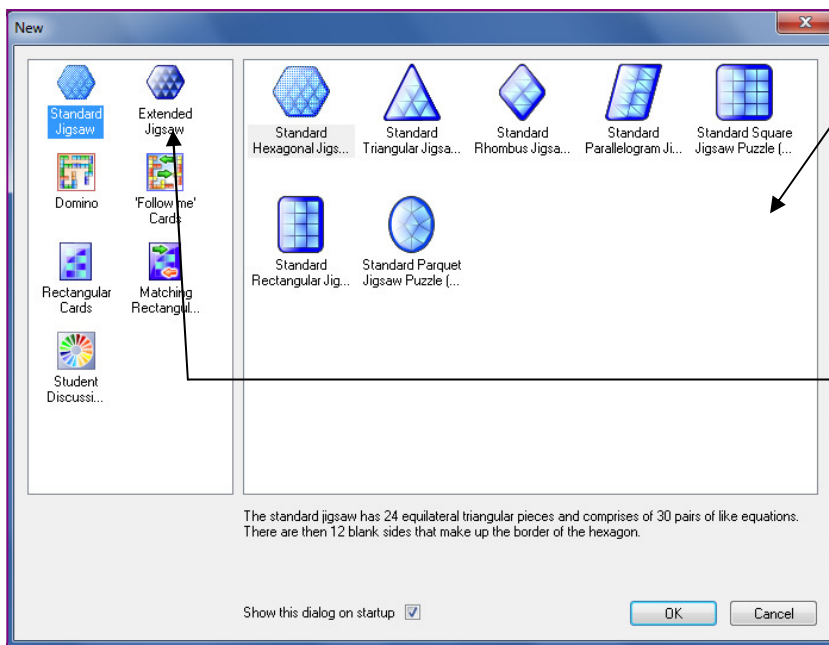 New
Standard
Jigsaw
Extended
Jigsaw
Domino
'Follow me'
Cards
Rectangular
Cards
Matching
Rectangul...
Student
Discussi...
Standard
Hexagonal Jigs...
Standard
Triangular Jigsa...
Standard
Rhombus Jigsa...
Standard
Parallelogram Ji...
Standard Square
Jigsaw Puzzle (...
Standard
Rectangular Jig...
Standard Parquet
Jigsaw Puzzle (...
The standard jigsaw has 24 equilateral triangular pieces and comprises of 30 pairs of like equations.
There are then 12 blank sides that make up the border of the hexagon.
Show this dialog on startup
OK
Cancel